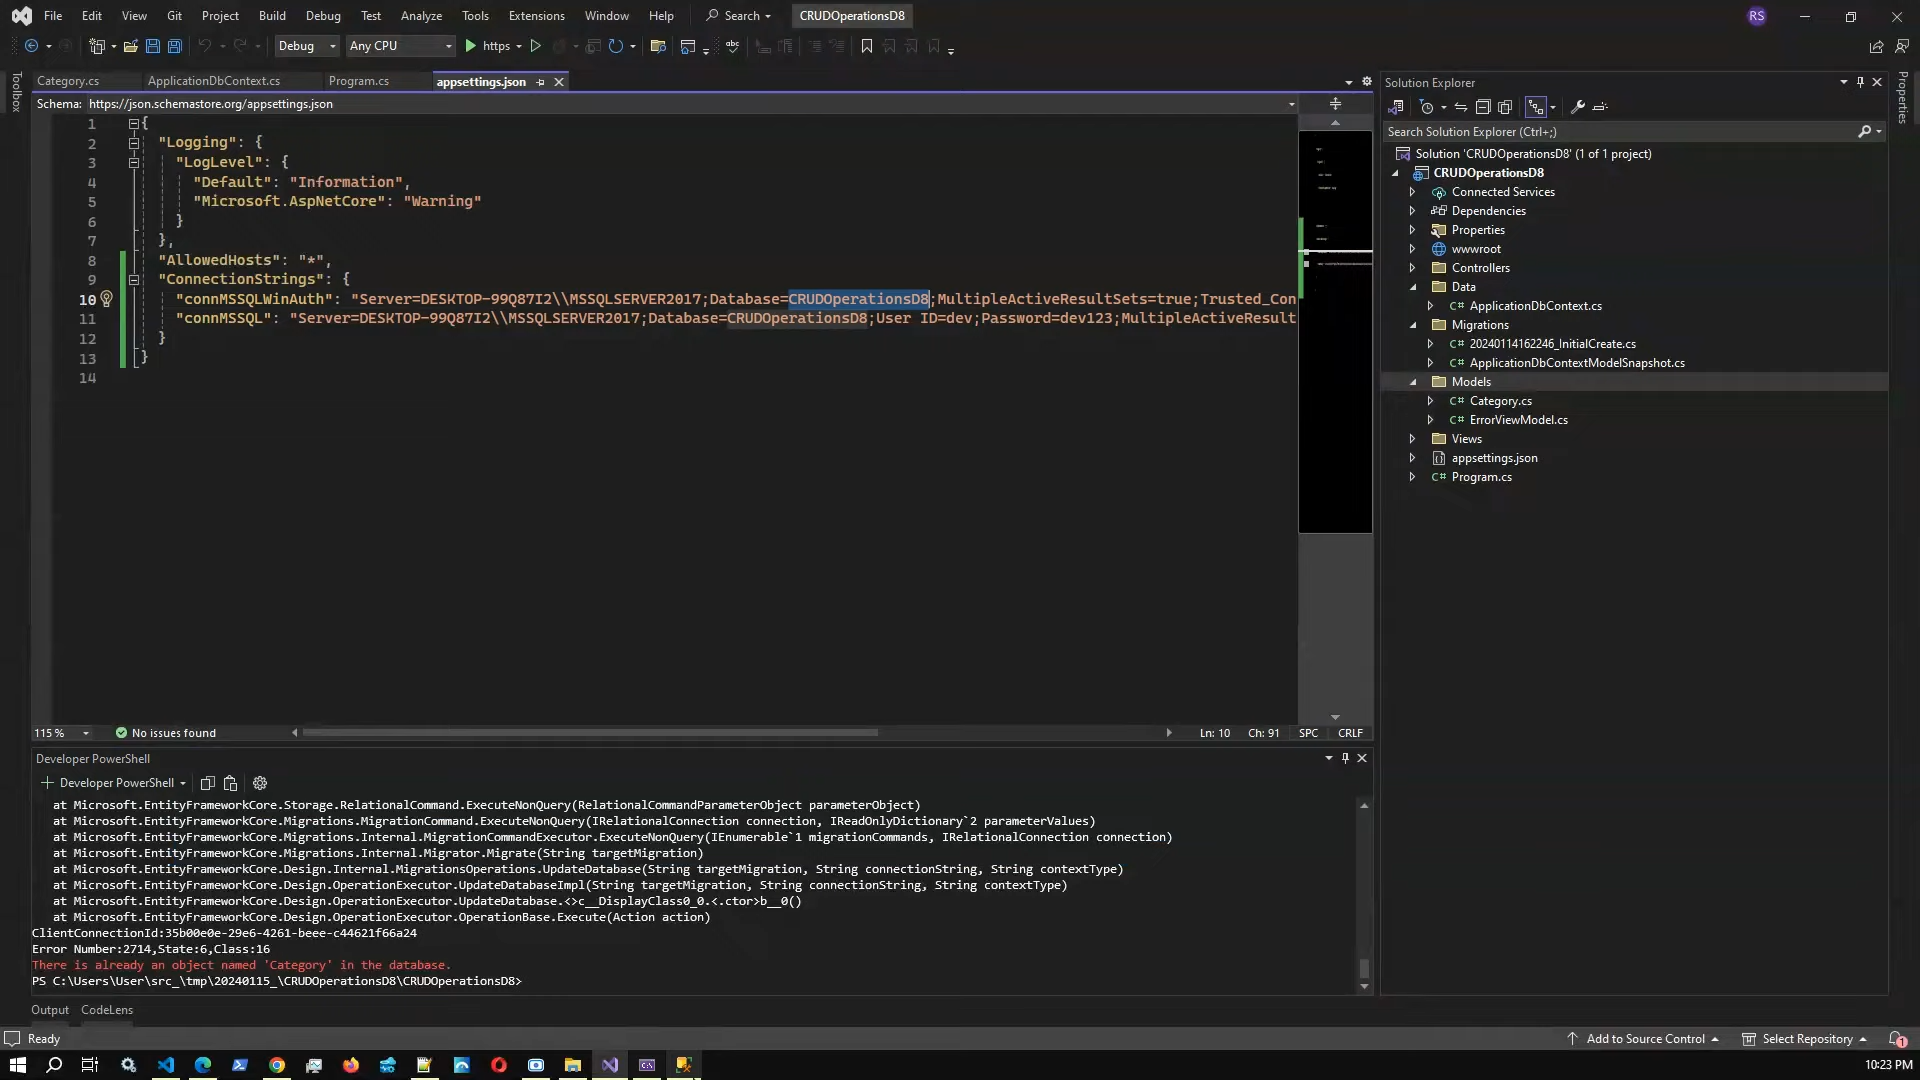 File Edit View Git Project Build Debug Test Analyze Tools Extensions Window Help Search CRUDOperationsD8 RS
Debug Any CPU https
Toolbox
Category.cs ApplicationDbContext.cs Program.cs appsettings.json
Schema: https://json.schemastore.org/appsettings.json
1 {
2 "Logging": {
3 "LogLevel": {
4 "Default": "Information",
5 "Microsoft.AspNetCore": "Warning"
6 }
7 },
8 "AllowedHosts": "*",
9 "ConnectionStrings": {
10 "connMSSQLWinAuth": "Server=DESKTOP-99Q87I2\\MSSQLSERVER2017;Database=CRUDOperationsD8;MultipleActiveResultSets=true;Trusted_Con
11 "connMSSQL": "Server=DESKTOP-99Q87I2\\MSSQLSERVER2017;Database=CRUDOperationsD8;User ID=dev;Password=dev123;MultipleActiveResult
12 }
13 }
14
115 % No issues found Ln: 10 Ch: 91 SPC CRLF
Developer PowerShell
Developer PowerShell
at Microsoft.EntityFrameworkCore.Storage.RelationalCommand.ExecuteNonQuery(RelationalCommandParameterObject parameterObject)
at Microsoft.EntityFrameworkCore.Migrations.MigrationCommand.ExecuteNonQuery(IRelationalConnection connection, IReadOnlyDictionary`2 parameterValues)
at Microsoft.EntityFrameworkCore.Migrations.Internal.MigrationCommandExecutor.ExecuteNonQuery(IEnumerable`1 migrationCommands, IRelationalConnection connection)
at Microsoft.EntityFrameworkCore.Migrations.Internal.Migrator.Migrate(String targetMigration)
at Microsoft.EntityFrameworkCore.Design.Internal.MigrationsOperations.UpdateDatabase(String targetMigration, String connectionString, String contextType)
at Microsoft.EntityFrameworkCore.Design.OperationExecutor.UpdateDatabaseImpl(String targetMigration, String connectionString, String contextType)
at Microsoft.EntityFrameworkCore.Design.OperationExecutor.UpdateDatabase.<>c__DisplayClass0_0.<.ctor>b__0()
at Microsoft.EntityFrameworkCore.Design.OperationExecutor.OperationBase.Execute(Action action)
ClientConnectionId:35b00e0e-29e6-4261-beee-c44621f66a24
Error Number:2714,State:6,Class:16
There is already an object named 'Category' in the database.
PS C:\Users\User\src_\tmp\20240115_\CRUDOperationsD8\CRUDOperationsD8>
Output CodeLens
Solution Explorer
Search Solution Explorer (Ctrl+;)
Solution 'CRUDOperationsD8' (1 of 1 project)
CRUDOperationsD8
Connected Services
Dependencies
Properties
wwwroot
Controllers
Data
C# ApplicationDbContext.cs
Migrations
C# 20240114162246_InitialCreate.cs
C# ApplicationDbContextModelSnapshot.cs
Models
C# Category.cs
C# ErrorViewModel.cs
Views
appsettings.json
C# Program.cs
Properties
Ready Add to Source Control Select Repository 1
10:23 PM